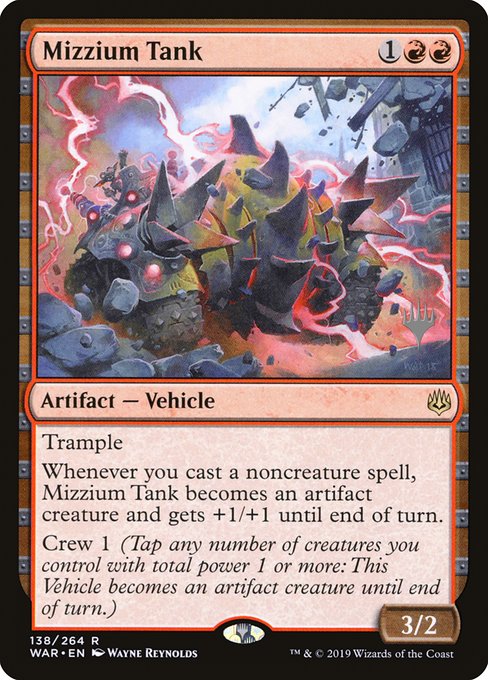 Mizzium Tank 1
Artifact — Vehicle
Trample
Whenever you cast a noncreature spell,
Mizzium Tank becomes an artifact
creature and gets +1/+1 until end of turn.
Crew 1 (Tap any number of creatures you
control with total power 1 or more: This
Vehicle becomes an artifact creature until end
of turn.)
3/2
138/264 R
WAR • EN WAYNE REYNOLDS
™ & © 2019 Wizards of the Coast